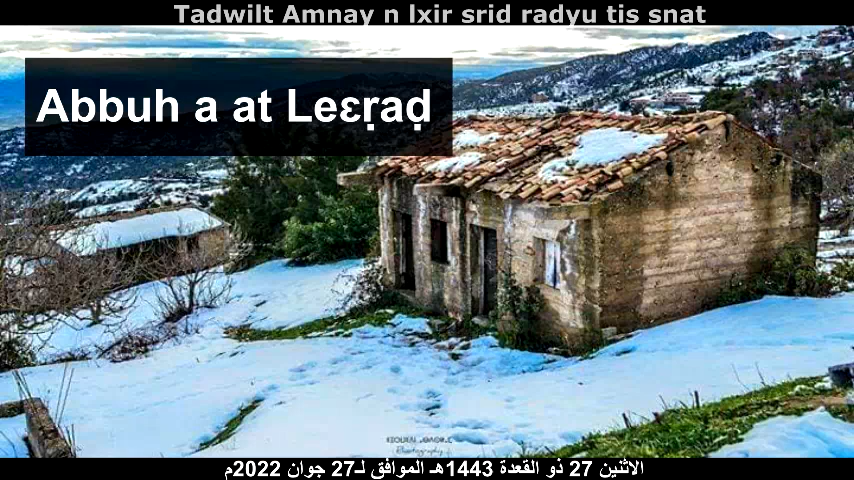 Tadwilt Amnay n lxir srid radyu tis snat
Abbuh a at Leɛṛaḍ
Photography
الاثنين 27 ذو القعدة 1443هـ الموافق لـ27 جوان 2022م